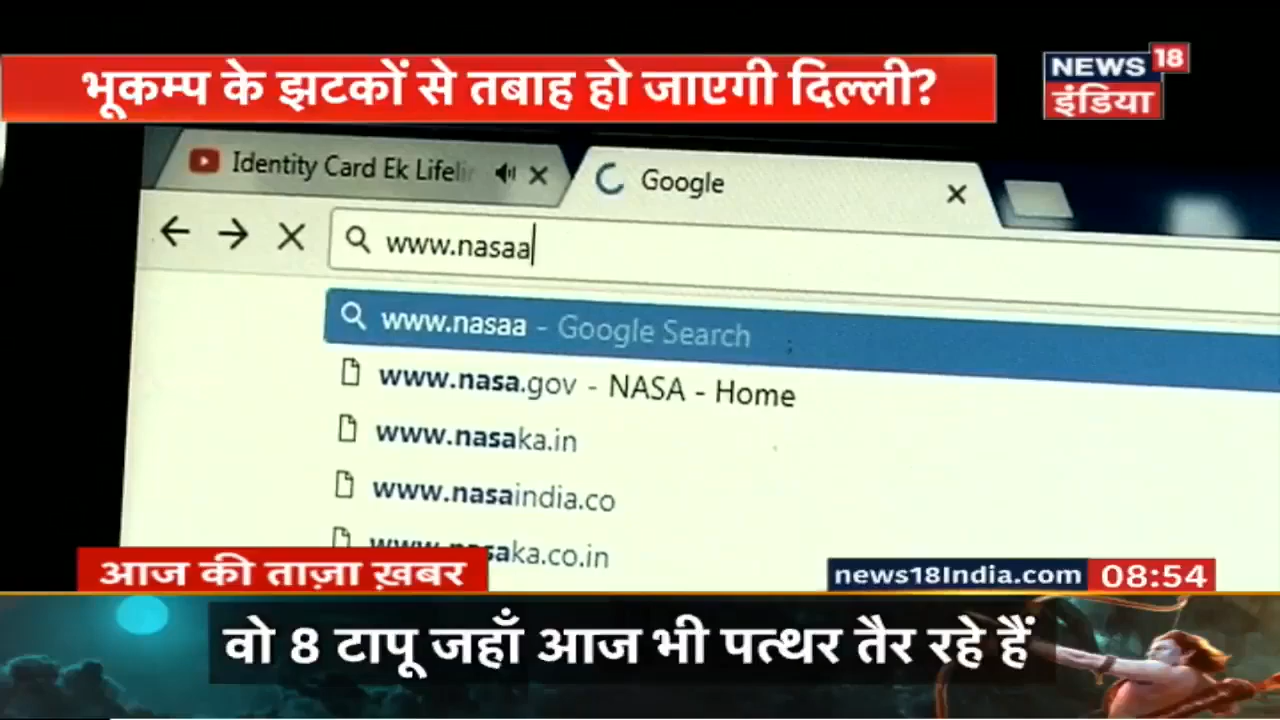 भूकम्प के झटकों से तबाह हो जाएगी दिल्ली?
NEWS 18
इंडिया
Identity Card Ek Lifeli
Google
www.nasaa
www.nasaa - Google Search
www.nasa.gov - NASA - Home
www.nasaka.in
www.nasaindia.co
www.nasaka.co.in
आज की ताज़ा ख़बर
news18India.com 08:54
वो 8 टापू जहाँ आज भी पत्थर तैर रहे हैं